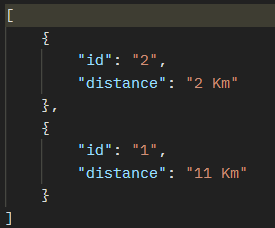 [
    {
        "id": "2",
        "distance": "2 Km"
    },
    {
        "id": "1",
        "distance": "11 Km"
    }
]